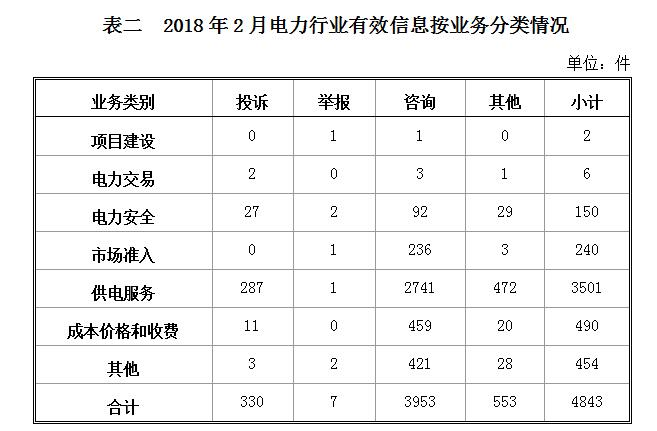 表二 2018 年 2 月电力行业有效信息按业务分类情况
单位：件
业务类别 投诉 举报 咨询 其他 小计
项目建设 0 1 1 0 2
电力交易 2 0 3 1 6
电力安全 27 2 92 29 150
市场准入 0 1 236 3 240
供电服务 287 1 2741 472 3501
成本价格和收费 11 0 459 20 490
其他 3 2 421 28 454
合计 330 7 3953 553 4843